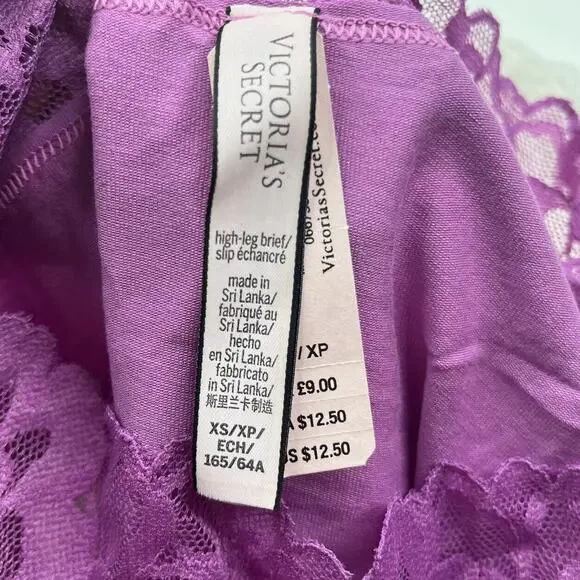 VICTORIA'S
SECRET
high-leg brief/
slip échancré
made in
Sri Lanka/
fabriqué au
Sri Lanka/
hecho
en Sri Lanka/
fabbricato
in Sri Lanka/
斯里兰卡制造
XS/XP/
ECH/
165/64A
VictoriasSecret.co
/ XP
£9.00
A $12.50
US $12.50